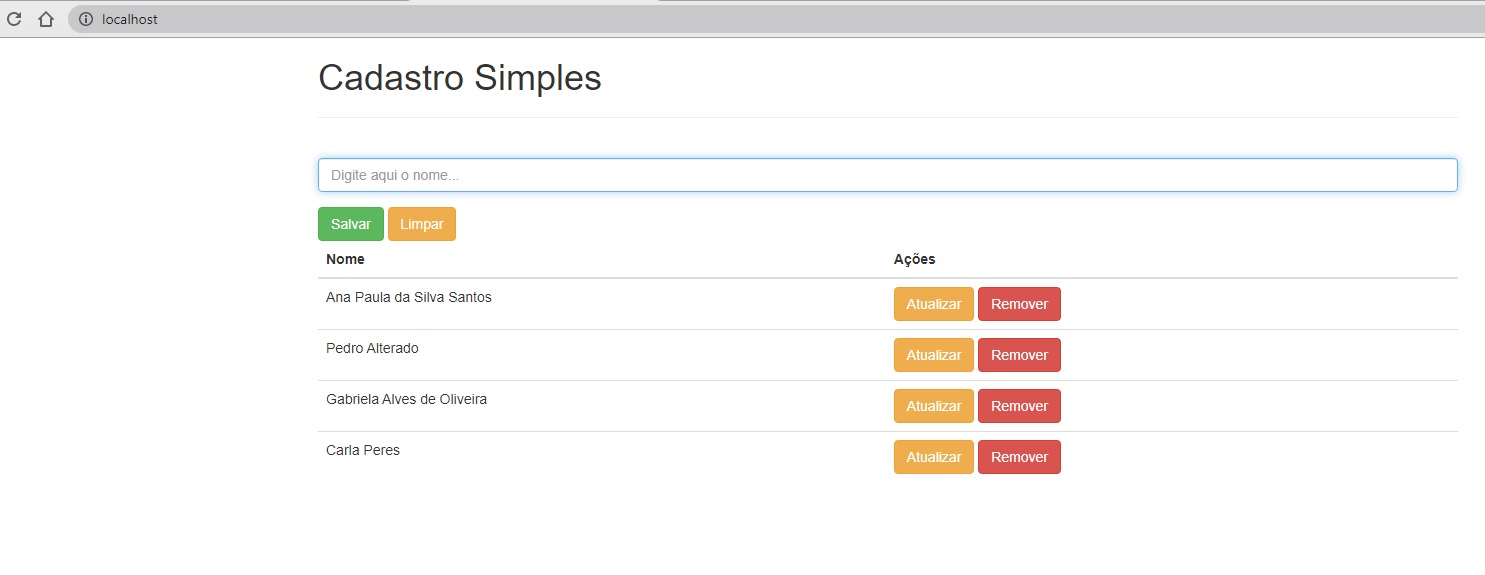 localhost
Cadastro Simples
Digite aqui o nome...
Salvar Limpar
Nome Ações
Ana Paula da Silva Santos Atualizar Remover
Pedro Alterado Atualizar Remover
Gabriela Alves de Oliveira Atualizar Remover
Carla Peres Atualizar Remover